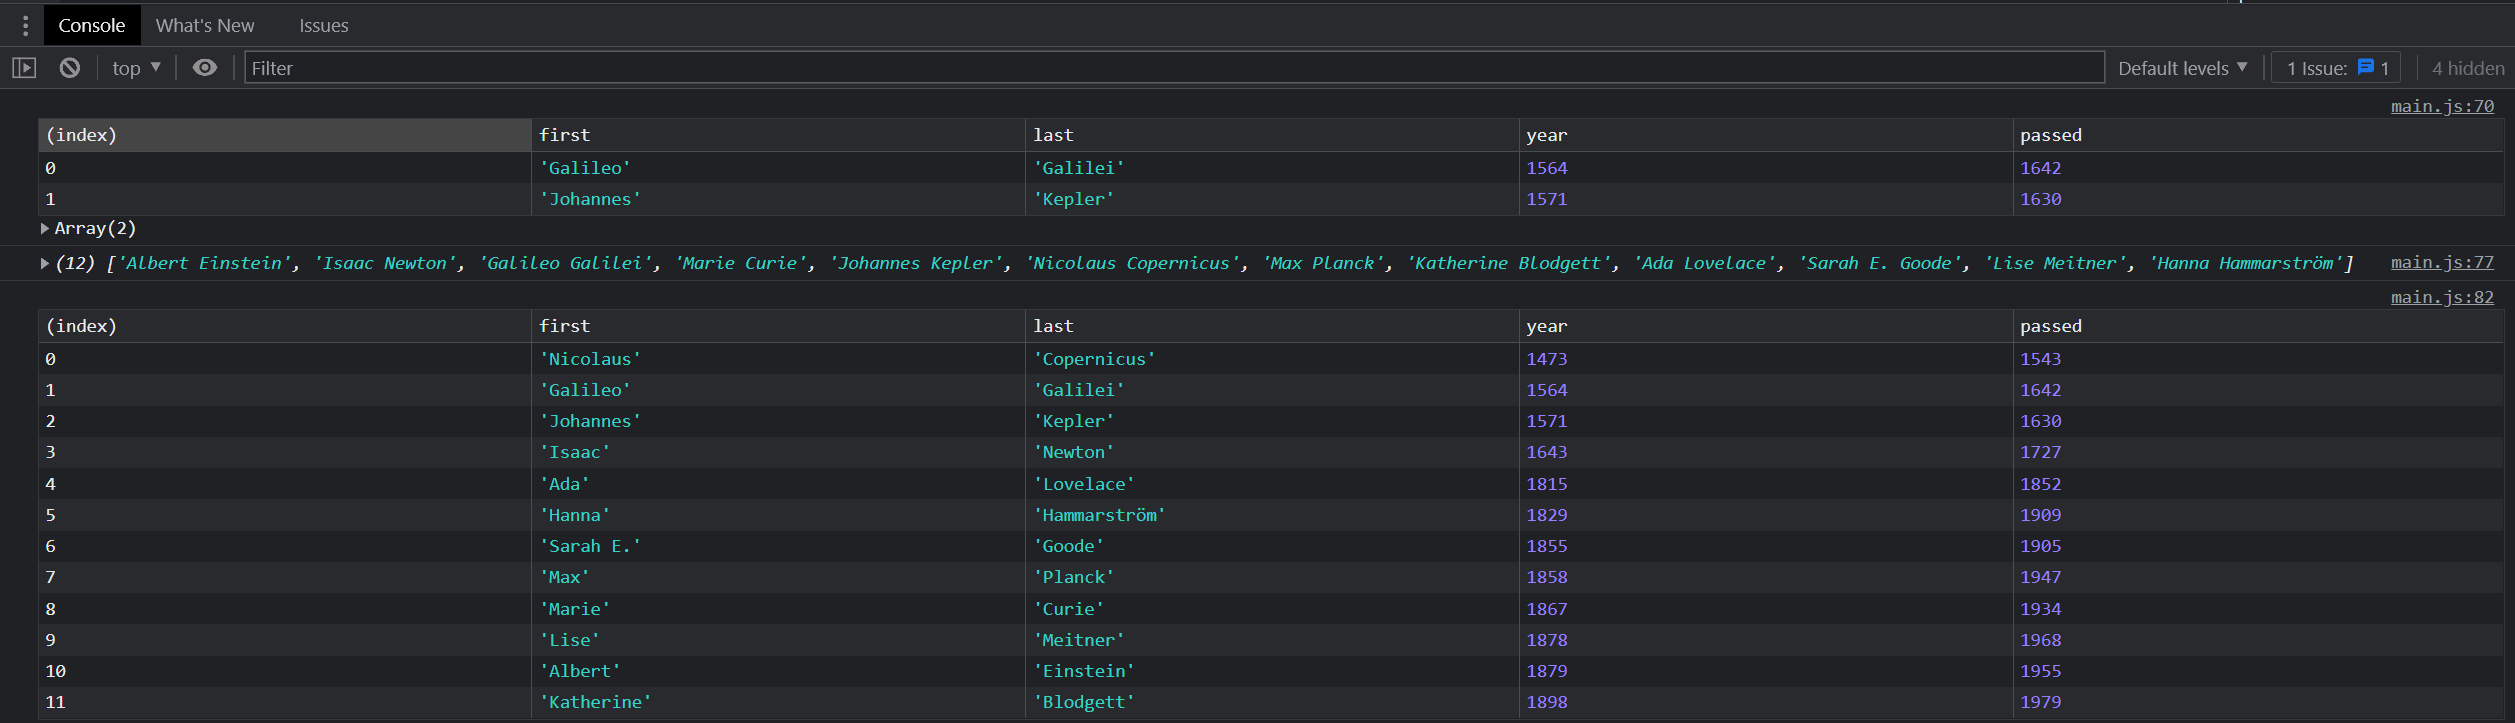 Console What's New Issues
top Filter Default levels 1 Issue: 1 4 hidden
main.js:70
(index) first last year passed
0 'Galileo' 'Galilei' 1564 1642
1 'Johannes' 'Kepler' 1571 1630
Array(2)
(12) ['Albert Einstein', 'Isaac Newton', 'Galileo Galilei', 'Marie Curie', 'Johannes Kepler', 'Nicolaus Copernicus', 'Max Planck', 'Katherine Blodgett', 'Ada Lovelace', 'Sarah E. Goode', 'Lise Meitner', 'Hanna Hammarström'] main.js:77
main.js:82
(index) first last year passed
0 'Nicolaus' 'Copernicus' 1473 1543
1 'Galileo' 'Galilei' 1564 1642
2 'Johannes' 'Kepler' 1571 1630
3 'Isaac' 'Newton' 1643 1727
4 'Ada' 'Lovelace' 1815 1852
5 'Hanna' 'Hammarström' 1829 1909
6 'Sarah E.' 'Goode' 1855 1905
7 'Max' 'Planck' 1858 1947
8 'Marie' 'Curie' 1867 1934
9 'Lise' 'Meitner' 1878 1968
10 'Albert' 'Einstein' 1879 1955
11 'Katherine' 'Blodgett' 1898 1979